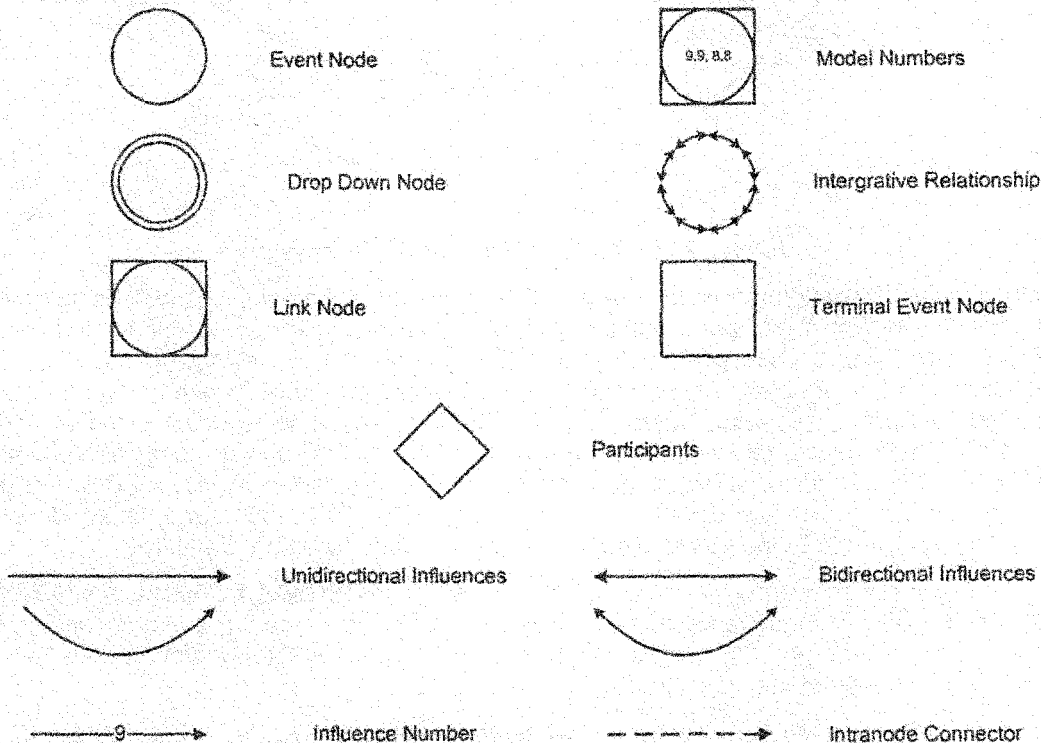 Event Node
9.9, 8.8
Model Numbers
Drop Down Node
Intergrative Relationship
Link Node
Terminal Event Node
Participants
Unidirectional Influences
Bidirectional Influences
9
Influence Number
Intranode Connector